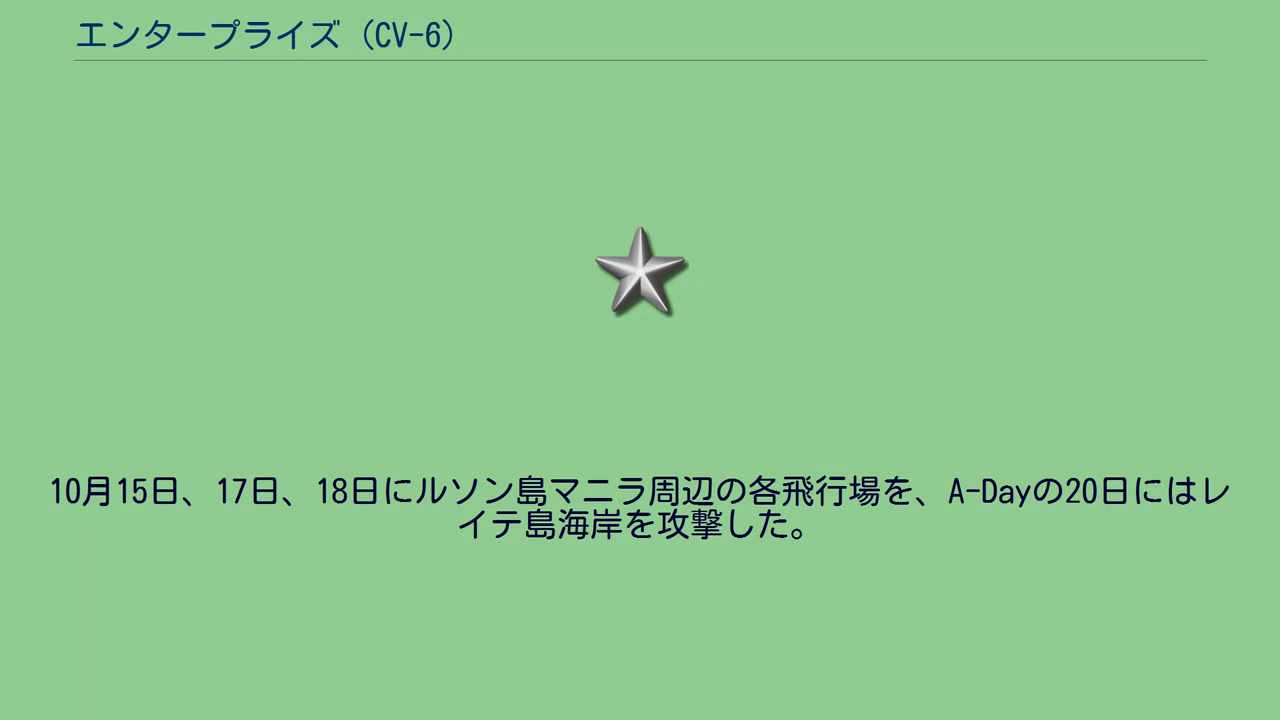 エンタープライズ（CV-6）
10月15日、17日、18日にルソン島マニラ周辺の各飛行場を、A-Dayの20日にはレ
イテ島海岸を攻撃した。